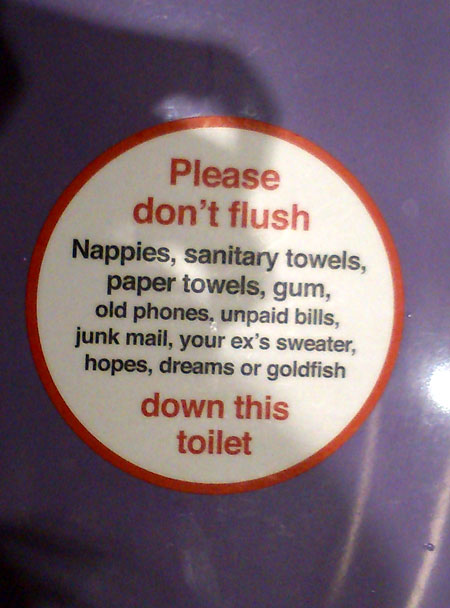 Please
don't flush
Nappies, sanitary towels,
paper towels, gum,
old phones, unpaid bills,
junk mail, your ex's sweater,
hopes, dreams or goldfish
down this
toilet